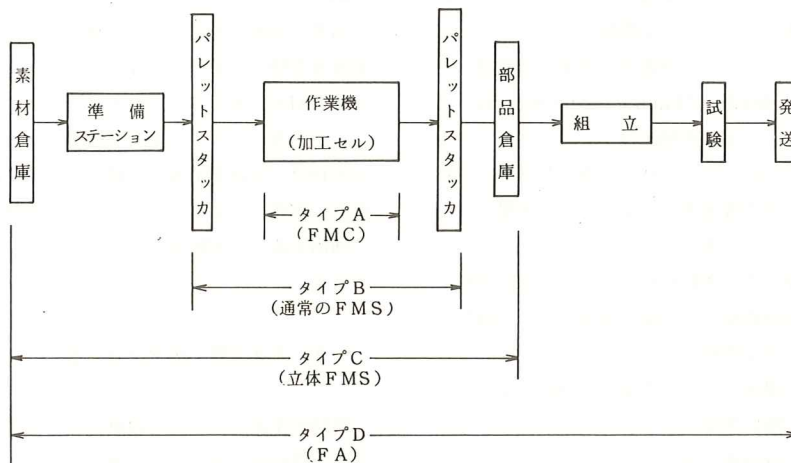 素材倉庫
準備
ステーション
パレットスタッカ
作業機
(加工セル)
パレットスタッカ
部品倉庫
組立
試験
発送
タイプA
(FMC)
タイプB
(通常のFMS)
タイプC
(立体FMS)
タイプD
(FA)